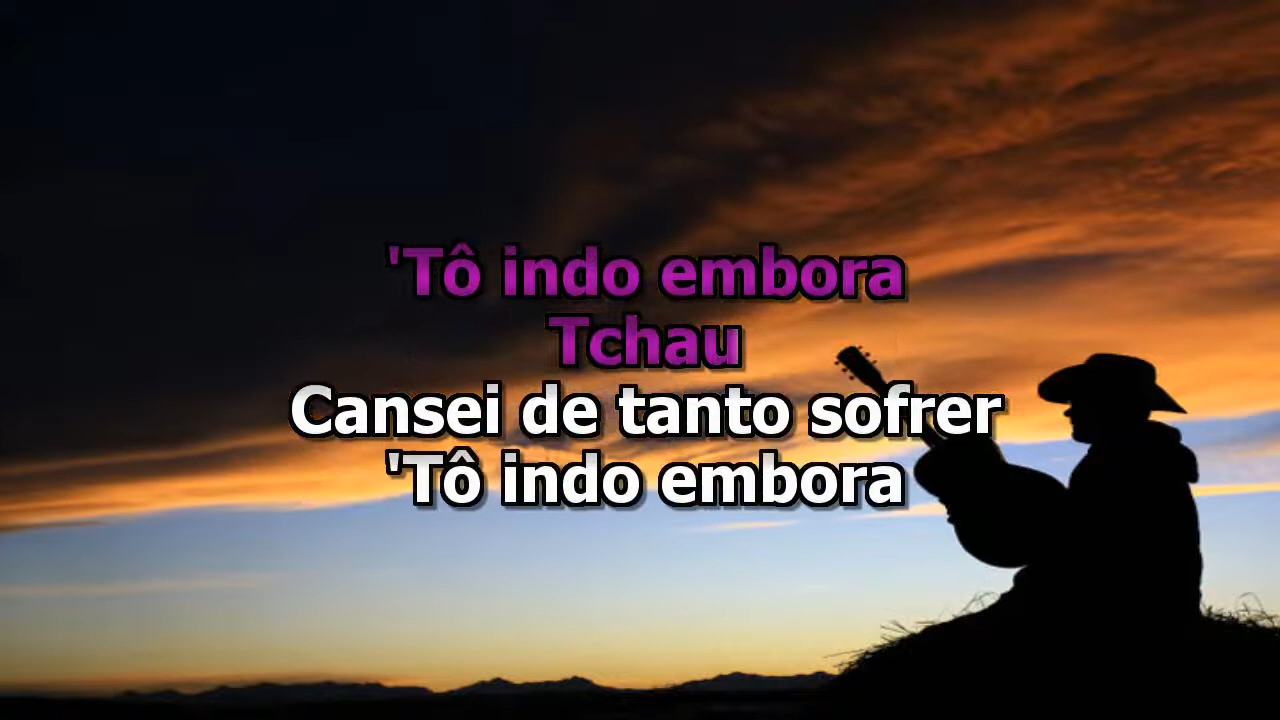 'Tô indo embora
Tchau
Cansei de tanto sofrer
'Tô indo embora